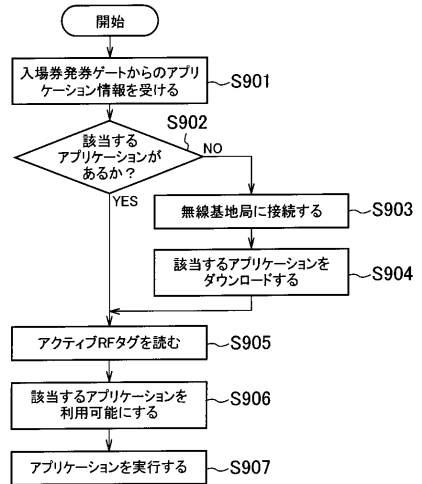 開始
入場券発券ゲートからのアプリ
ケーション情報を受ける
S901
S902
該当する
アプリケーションが
あるか?
NO
YES
無線基地局に接続する
S903
該当するアプリケーションを
ダウンロードする
S904
アクティブRFタグを読む
S905
該当するアプリケーションを
利用可能にする
S906
アプリケーションを実行する
S907